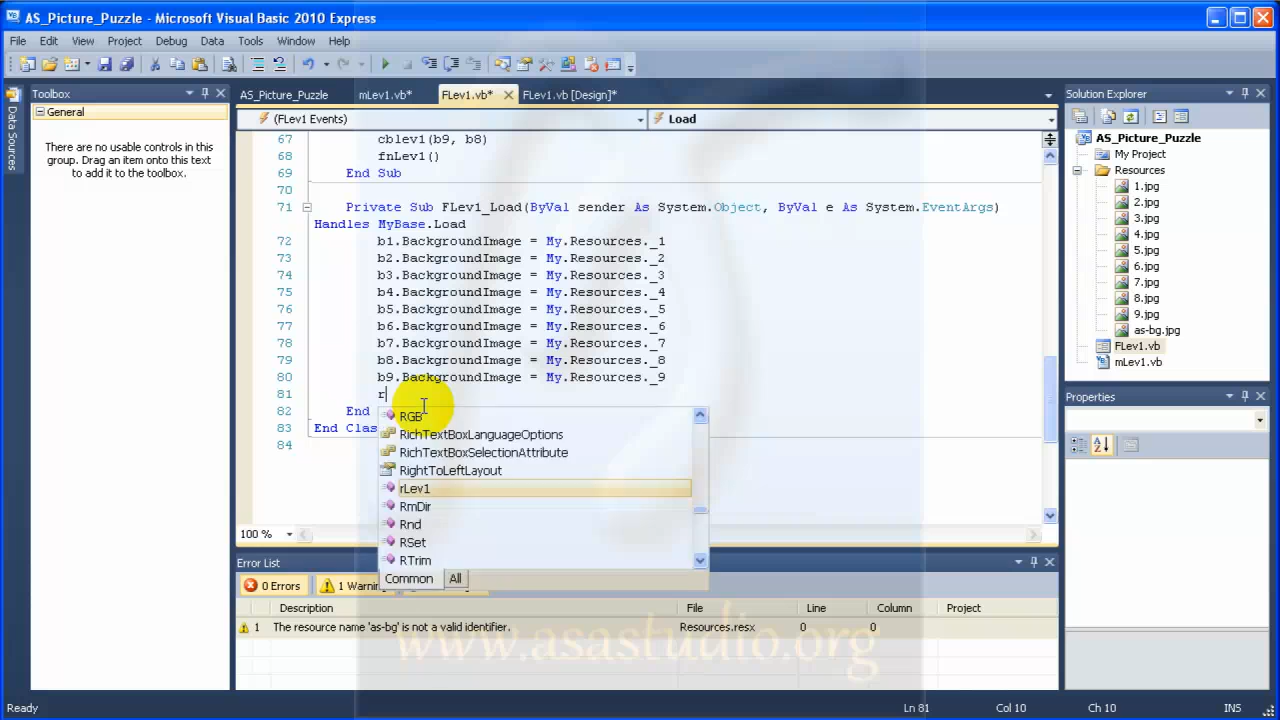 AS_Picture_Puzzle - Microsoft Visual Basic 2010 Express
File Edit View Project Debug Data Tools Window Help
Toolbox
General
There are no usable controls in this
group. Drag an item onto this text
to add it to the toolbox.
Data Sources
AS_Picture_Puzzle mLev1.vb* FLev1.vb* FLev1.vb [Design]*
(FLev1 Events) Load
67 cblev1(b9, b8)
68 fnLev1()
69 End Sub
70
71 Private Sub FLev1_Load(ByVal sender As System.Object, ByVal e As System.EventArgs)
Handles MyBase.Load
72 b1.BackgroundImage = My.Resources._1
73 b2.BackgroundImage = My.Resources._2
74 b3.BackgroundImage = My.Resources._3
75 b4.BackgroundImage = My.Resources._4
76 b5.BackgroundImage = My.Resources._5
77 b6.BackgroundImage = My.Resources._6
78 b7.BackgroundImage = My.Resources._7
79 b8.BackgroundImage = My.Resources._8
80 b9.BackgroundImage = My.Resources._9
81 r
82 End
83 End Clas
84
RGB
RichTextBoxLanguageOptions
RichTextBoxSelectionAttribute
RightToLeftLayout
rLev1
RmDir
Rnd
RSet
RTrim
Common All
100 %
Error List
0 Errors 1 Warning
Description File Line Column Project
1 The resource name 'as-bg' is not a valid identifier. Resources.resx 0 0
www.asastudio.org
Solution Explorer
AS_Picture_Puzzle
My Project
Resources
1.jpg
2.jpg
3.jpg
4.jpg
5.jpg
6.jpg
7.jpg
8.jpg
9.jpg
as-bg.jpg
FLev1.vb
mLev1.vb
Properties
Ready Ln 81 Col 10 Ch 10 INS